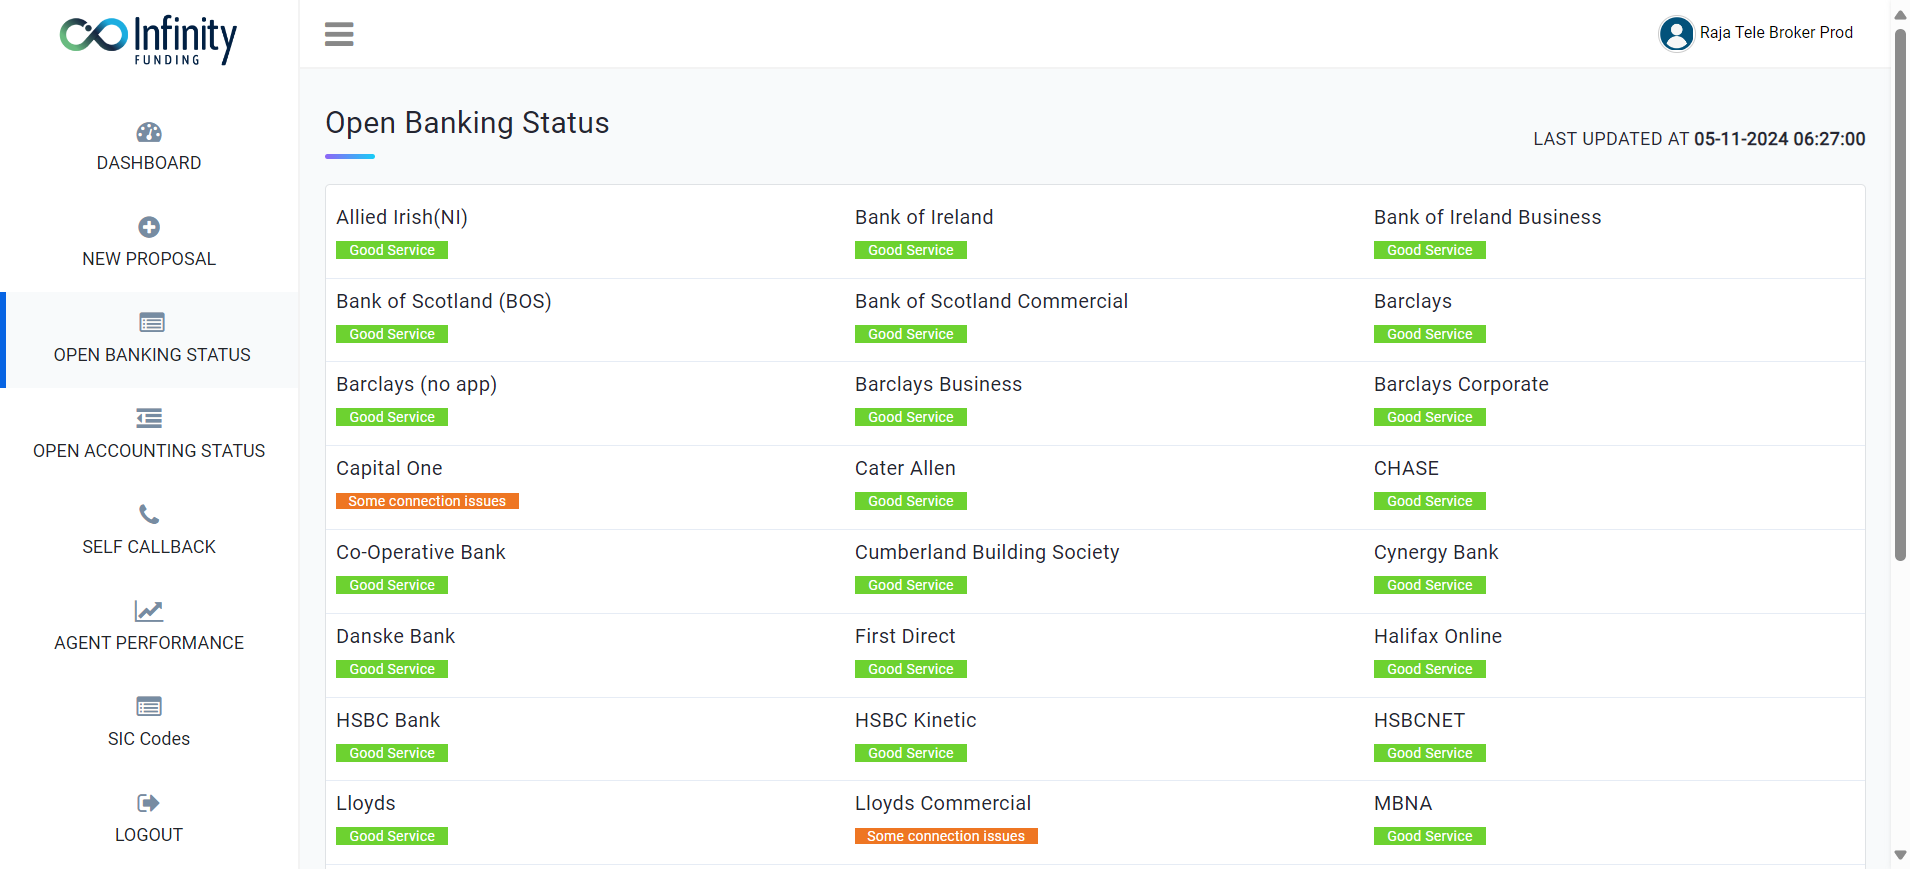 Infinity
FUNDING
DASHBOARD
NEW PROPOSAL
OPEN BANKING STATUS
OPEN ACCOUNTING STATUS
SELF CALLBACK
AGENT PERFORMANCE
SIC Codes
LOGOUT
Raja Tele Broker Prod
Open Banking Status
LAST UPDATED AT 05-11-2024 06:27:00
Allied Irish(NI) Bank of Ireland Bank of Ireland Business
Good Service Good Service Good Service
Bank of Scotland (BOS) Bank of Scotland Commercial Barclays
Good Service Good Service Good Service
Barclays (no app) Barclays Business Barclays Corporate
Good Service Good Service Good Service
Capital One Cater Allen CHASE
Some connection issues Good Service Good Service
Co-Operative Bank Cumberland Building Society Cynergy Bank
Good Service Good Service Good Service
Danske Bank First Direct Halifax Online
Good Service Good Service Good Service
HSBC Bank HSBC Kinetic HSBCNET
Good Service Good Service Good Service
Lloyds Lloyds Commercial MBNA
Good Service Some connection issues Good Service